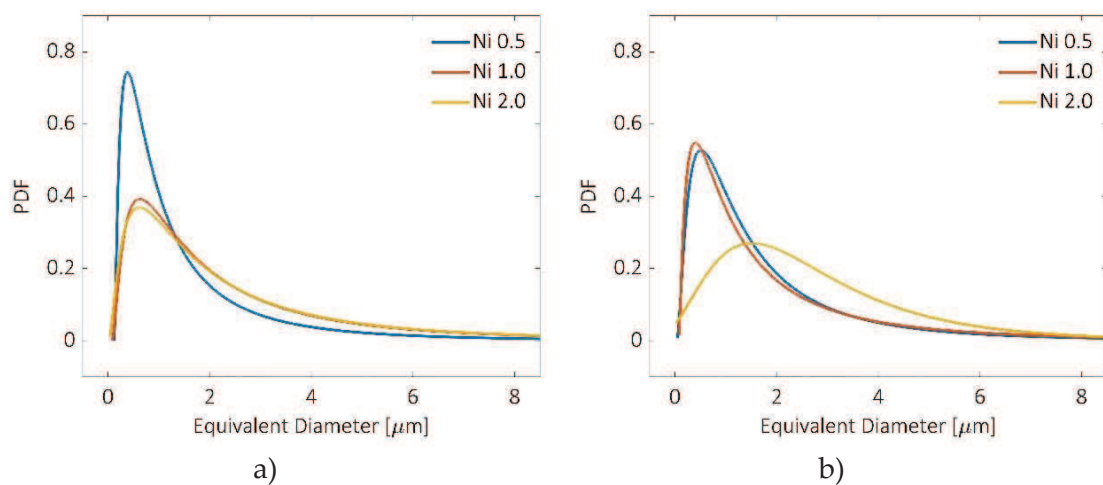 0.8
0.6
0.4
0.2
0
PDF
Ni 0.5
Ni 1.0
Ni 2.0
0 2 4 6 8
Equivalent Diameter [μm]
a)
0.8
0.6
0.4
0.2
0
PDF
Ni 0.5
Ni 1.0
Ni 2.0
0 2 4 6 8
Equivalent Diameter [μm]
b)